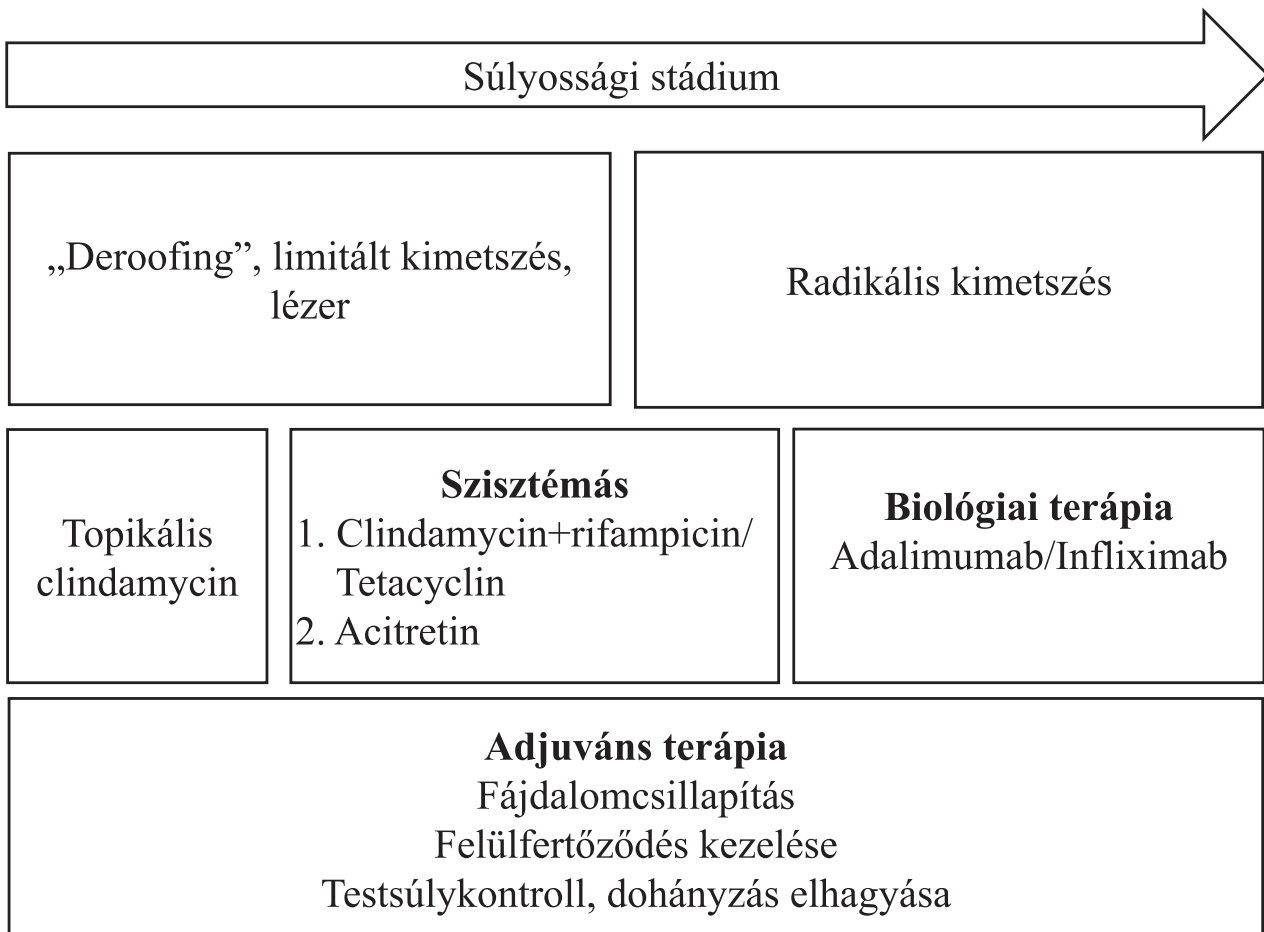 Súlyossági stádium
„Deroofing”, limitált kimetszés,
lézer
Radikális kimetszés
Topikális
clindamycin
Szisztémás
1. Clindamycin+rifampicin/
Tetacyclin
2. Acitretin
Biológiai terápia
Adalimumab/Infliximab
Adjuváns terápia
Fájdalomcsillapítás
Felülfertőződés kezelése
Testsúlykontroll, dohányzás elhagyása